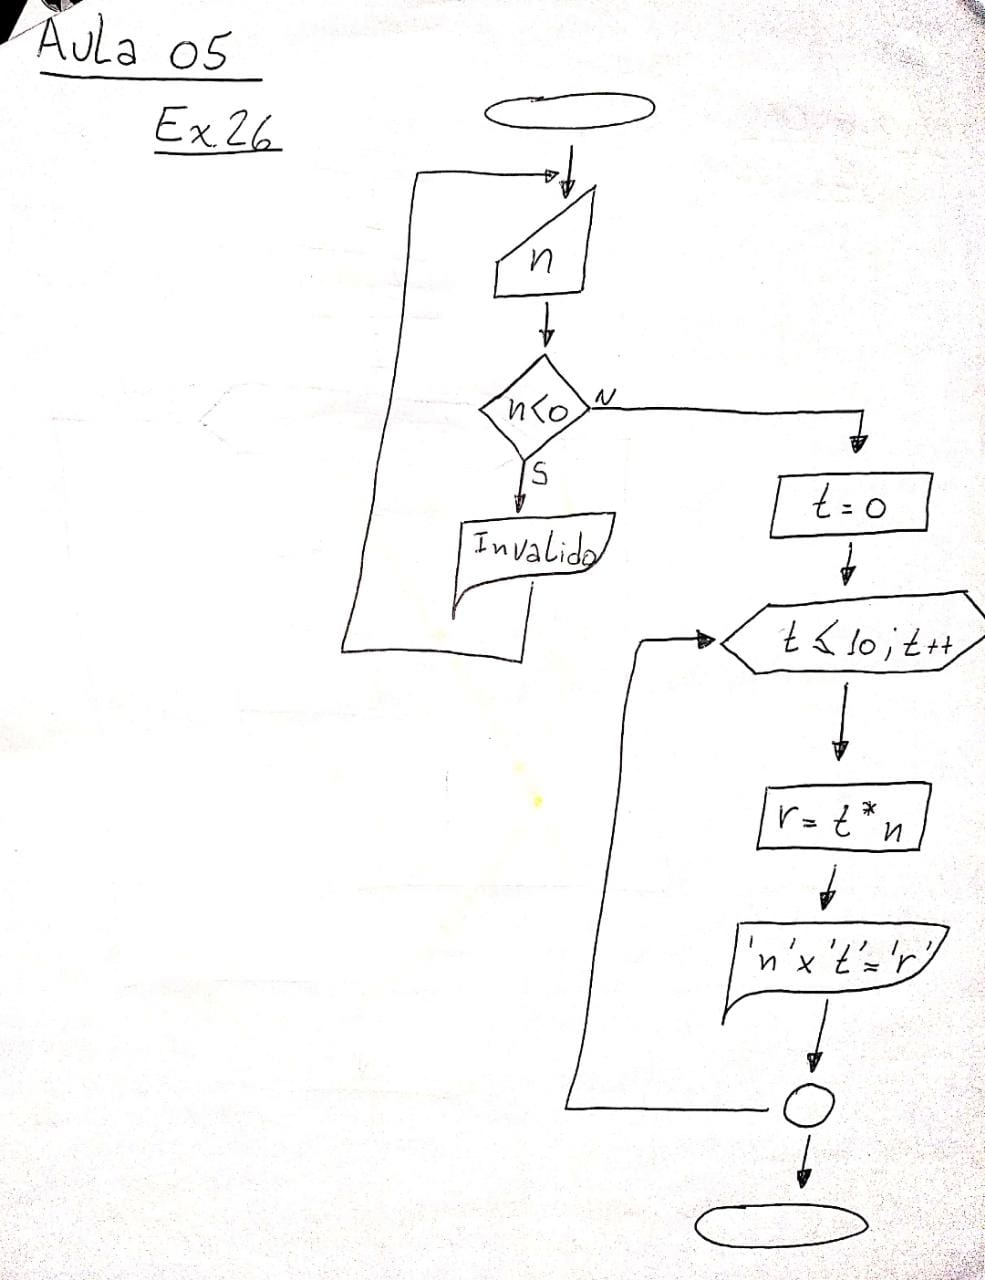 Aula 05
Ex.26
n
n<0
N
S
Invalido
t=0
t≤10;t++
r=t*n
'n'x't'='r'